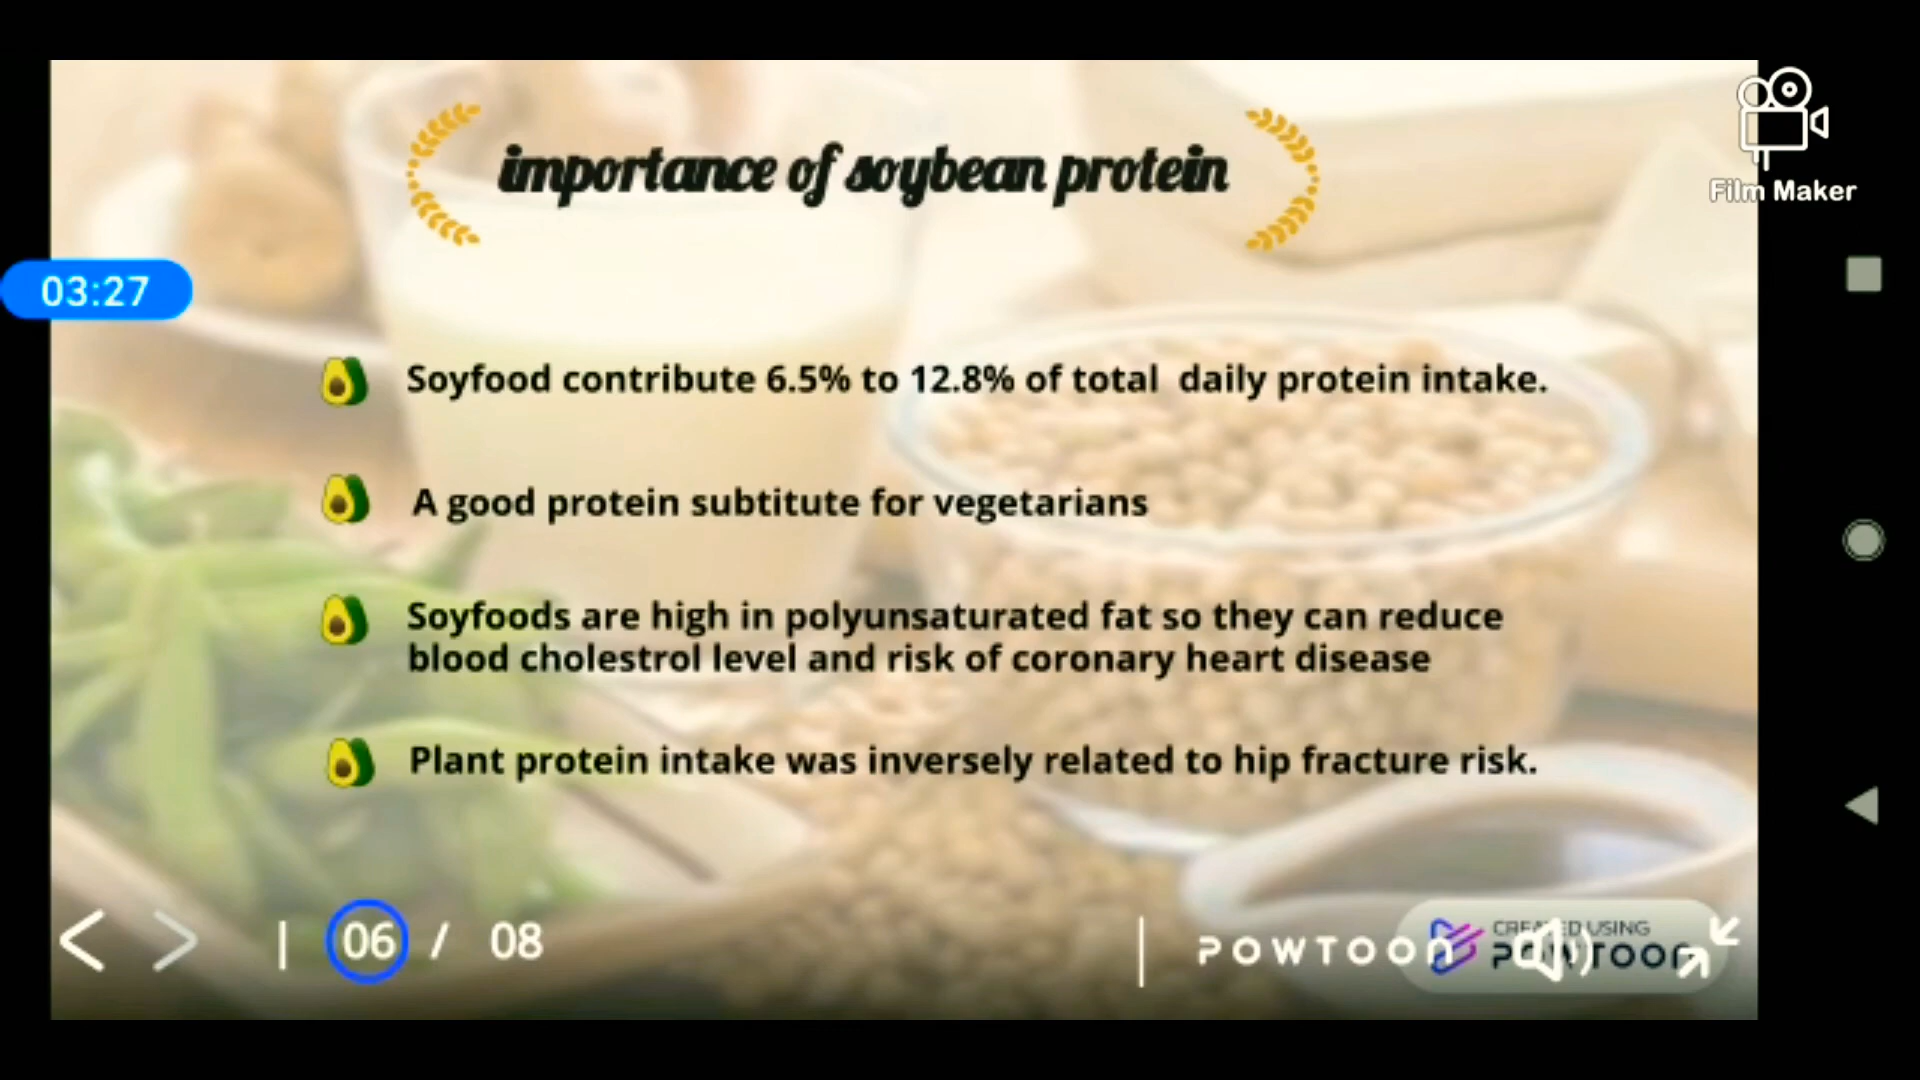 importance of soybean protein
Film Maker
03:27
Soyfood contribute 6.5% to 12.8% of total daily protein intake.
A good protein subtitute for vegetarians
Soyfoods are high in polyunsaturated fat so they can reduce
blood cholestrol level and risk of coronary heart disease
Plant protein intake was inversely related to hip fracture risk.
06 / 08
POWTOON
CREATED USING
POWTOON